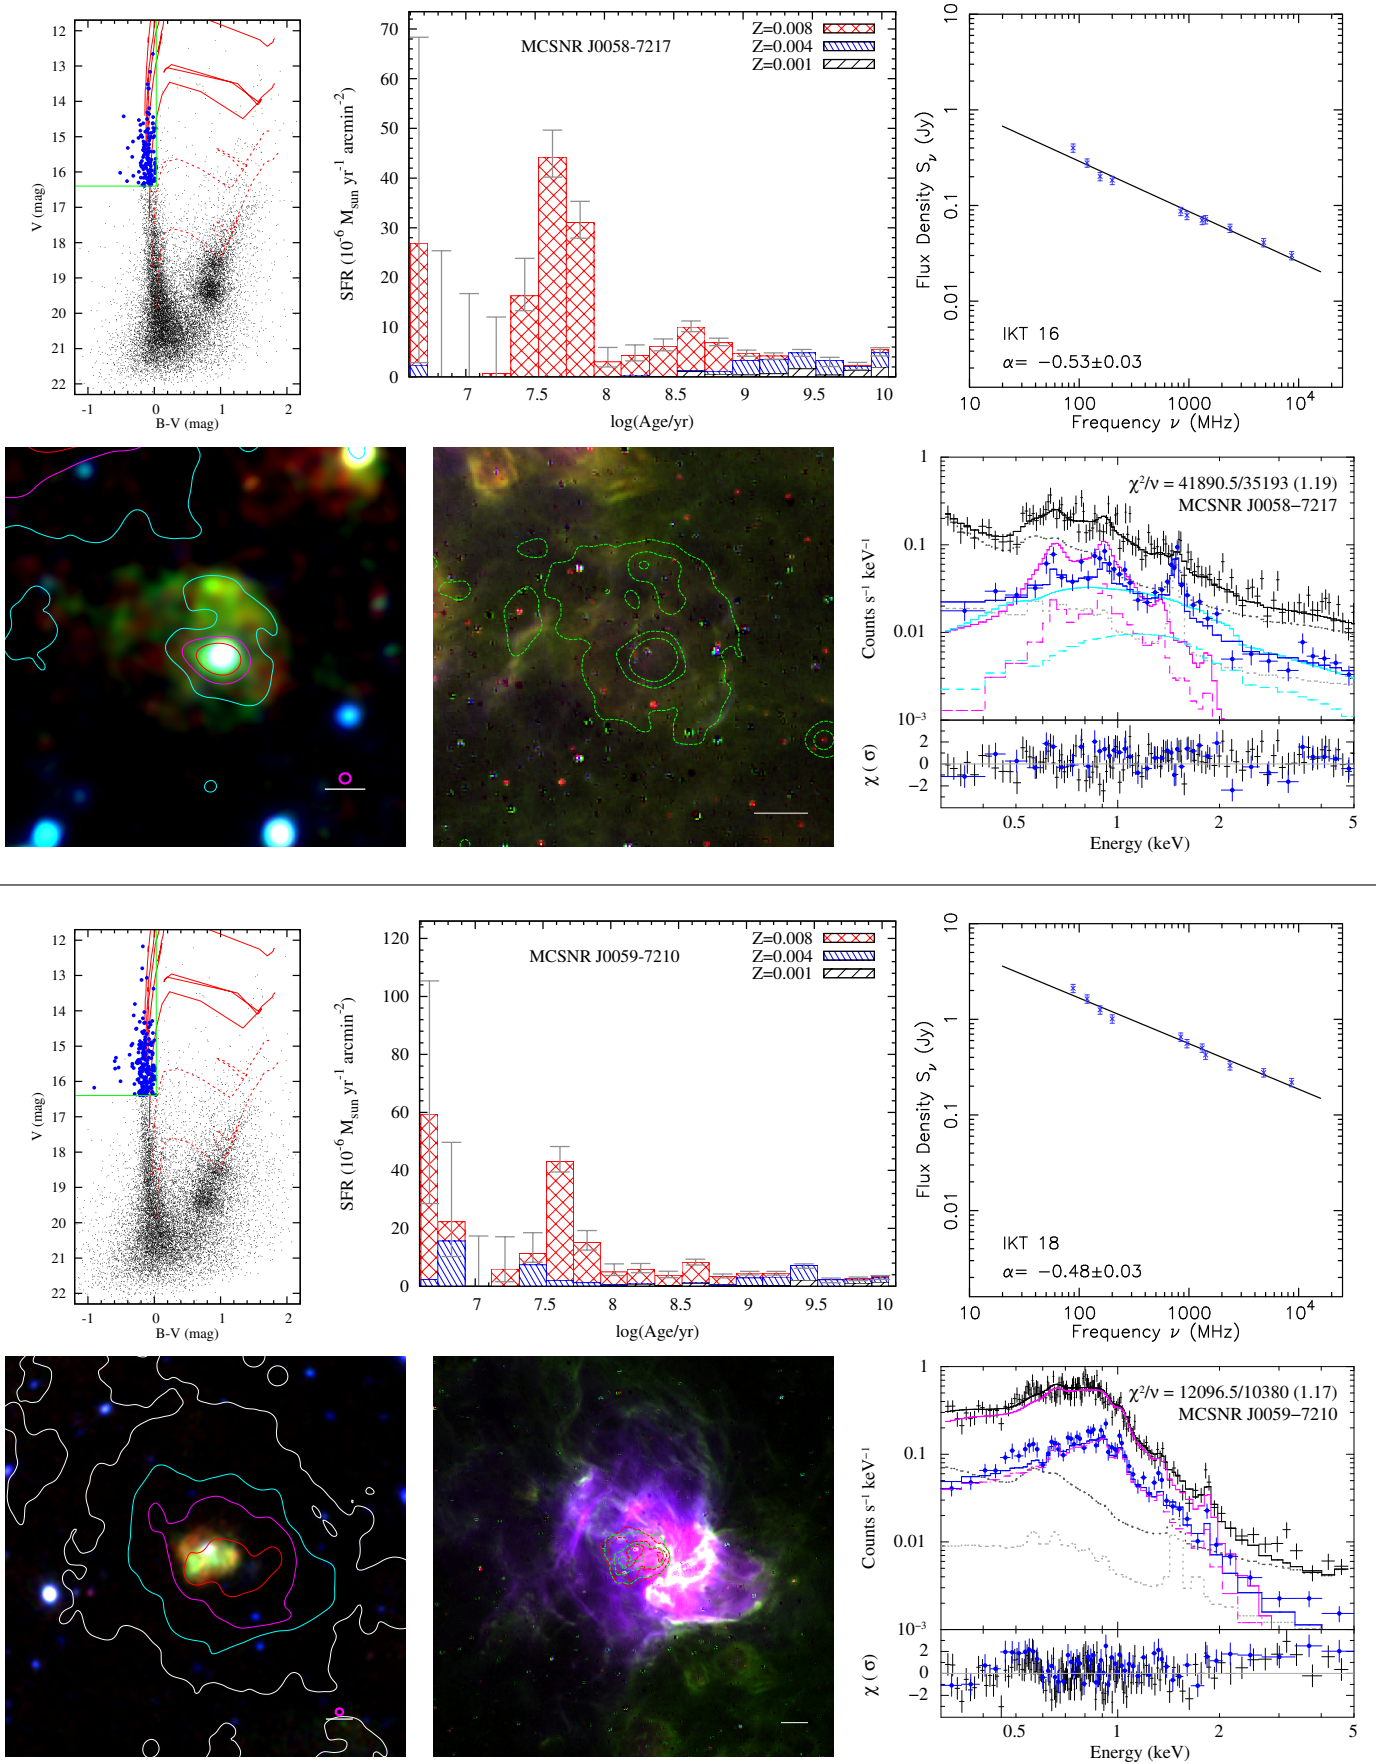 12
13
14
15
16
17
18
19
20
21
22
V (mag)
-1
0
1
2
B-V (mag)
70
60
50
40
30
20
10
0
SFR (10⁻⁶ M_sun yr⁻¹ arcmin⁻²)
MCSNR J0058-7217
Z=0.008
Z=0.004
Z=0.001
7
7.5
8
8.5
9
9.5
10
log(Age/yr)
10
1
0.1
0.01
Flux Density S_ν (Jy)
IKT 16
α= −0.53±0.03
10
100
1000
10⁴
Frequency ν (MHz)
1
0.1
0.01
10⁻³
Counts s⁻¹ keV⁻¹
χ²/ν = 41890.5/35193 (1.19)
MCSNR J0058−7217
2
0
−2
χ (σ)
0.5
1
2
5
Energy (keV)
12
13
14
15
16
17
18
19
20
21
22
V (mag)
-1
0
1
2
B-V (mag)
120
100
80
60
40
20
0
SFR (10⁻⁶ M_sun yr⁻¹ arcmin⁻²)
MCSNR J0059-7210
Z=0.008
Z=0.004
Z=0.001
7
7.5
8
8.5
9
9.5
10
log(Age/yr)
10
1
0.1
0.01
Flux Density S_ν (Jy)
IKT 18
α= −0.48±0.03
10
100
1000
10⁴
Frequency ν (MHz)
1
0.1
0.01
10⁻³
Counts s⁻¹ keV⁻¹
χ²/ν = 12096.5/10380 (1.17)
MCSNR J0059−7210
2
0
−2
χ (σ)
0.5
1
2
5
Energy (keV)